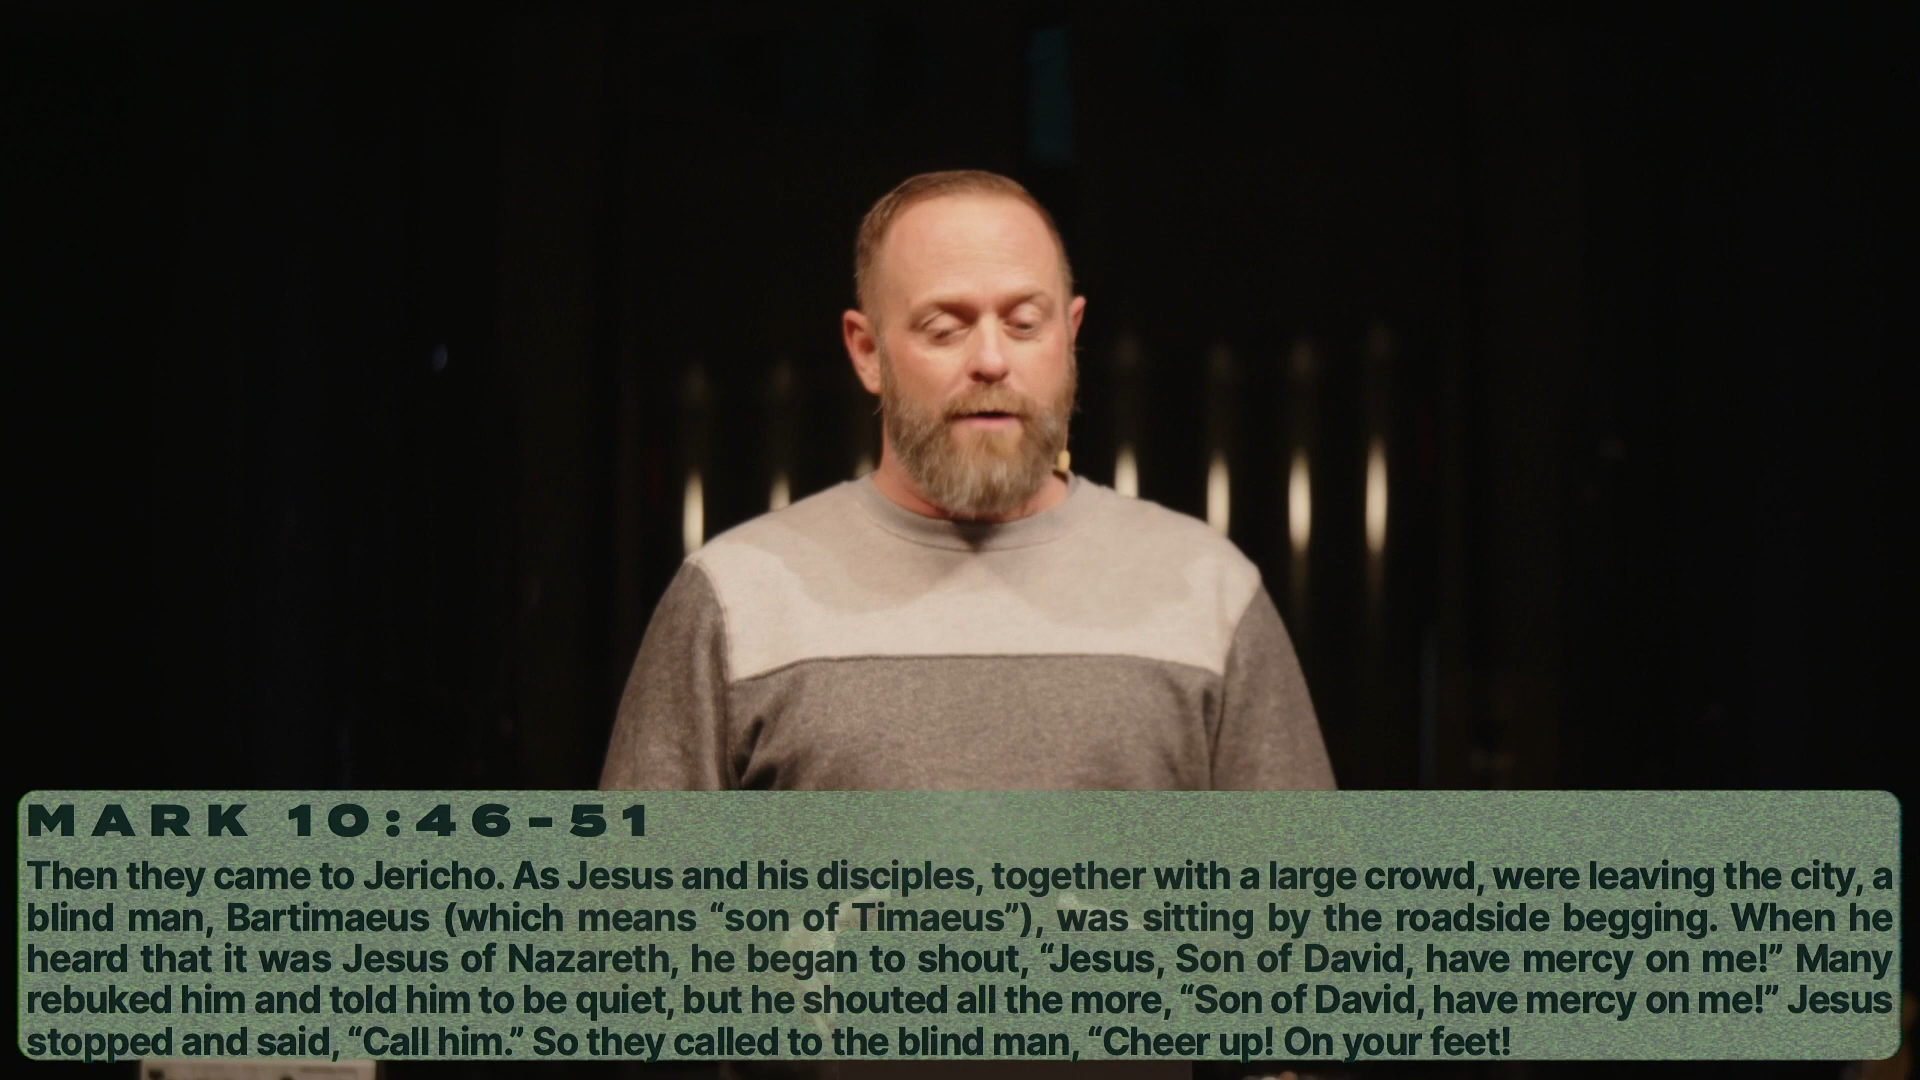 MARK 10:46-51
Then they came to Jericho. As Jesus and his disciples, together with a large crowd, were leaving the city, a
blind man, Bartimaeus (which means “son of Timaeus”), was sitting by the roadside begging. When he
heard that it was Jesus of Nazareth, he began to shout, “Jesus, Son of David, have mercy on me!” Many
rebuked him and told him to be quiet, but he shouted all the more, “Son of David, have mercy on me!” Jesus
stopped and said, “Call him.” So they called to the blind man, “Cheer up! On your feet!